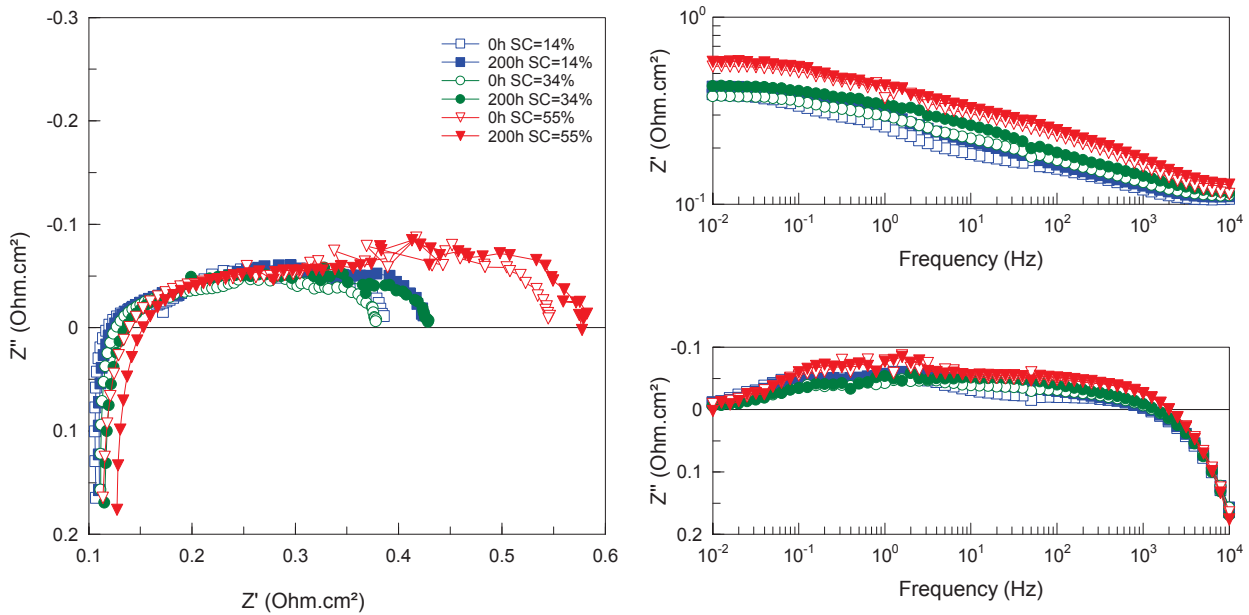 -0.3
-0.2
-0.1
0
0.1
0.2
Z'' (Ohm.cm²)
0.1 0.2 0.3 0.4 0.5 0.6
Z' (Ohm.cm²)
0h SC=14%
200h SC=14%
0h SC=34%
200h SC=34%
0h SC=55%
200h SC=55%
10⁰
10⁻¹
Z' (Ohm.cm²)
10⁻² 10⁻¹ 10⁰ 10¹ 10² 10³ 10⁴
Frequency (Hz)
-0.1
0
0.1
0.2
Z'' (Ohm.cm²)
10⁻² 10⁻¹ 10⁰ 10¹ 10² 10³ 10⁴
Frequency (Hz)